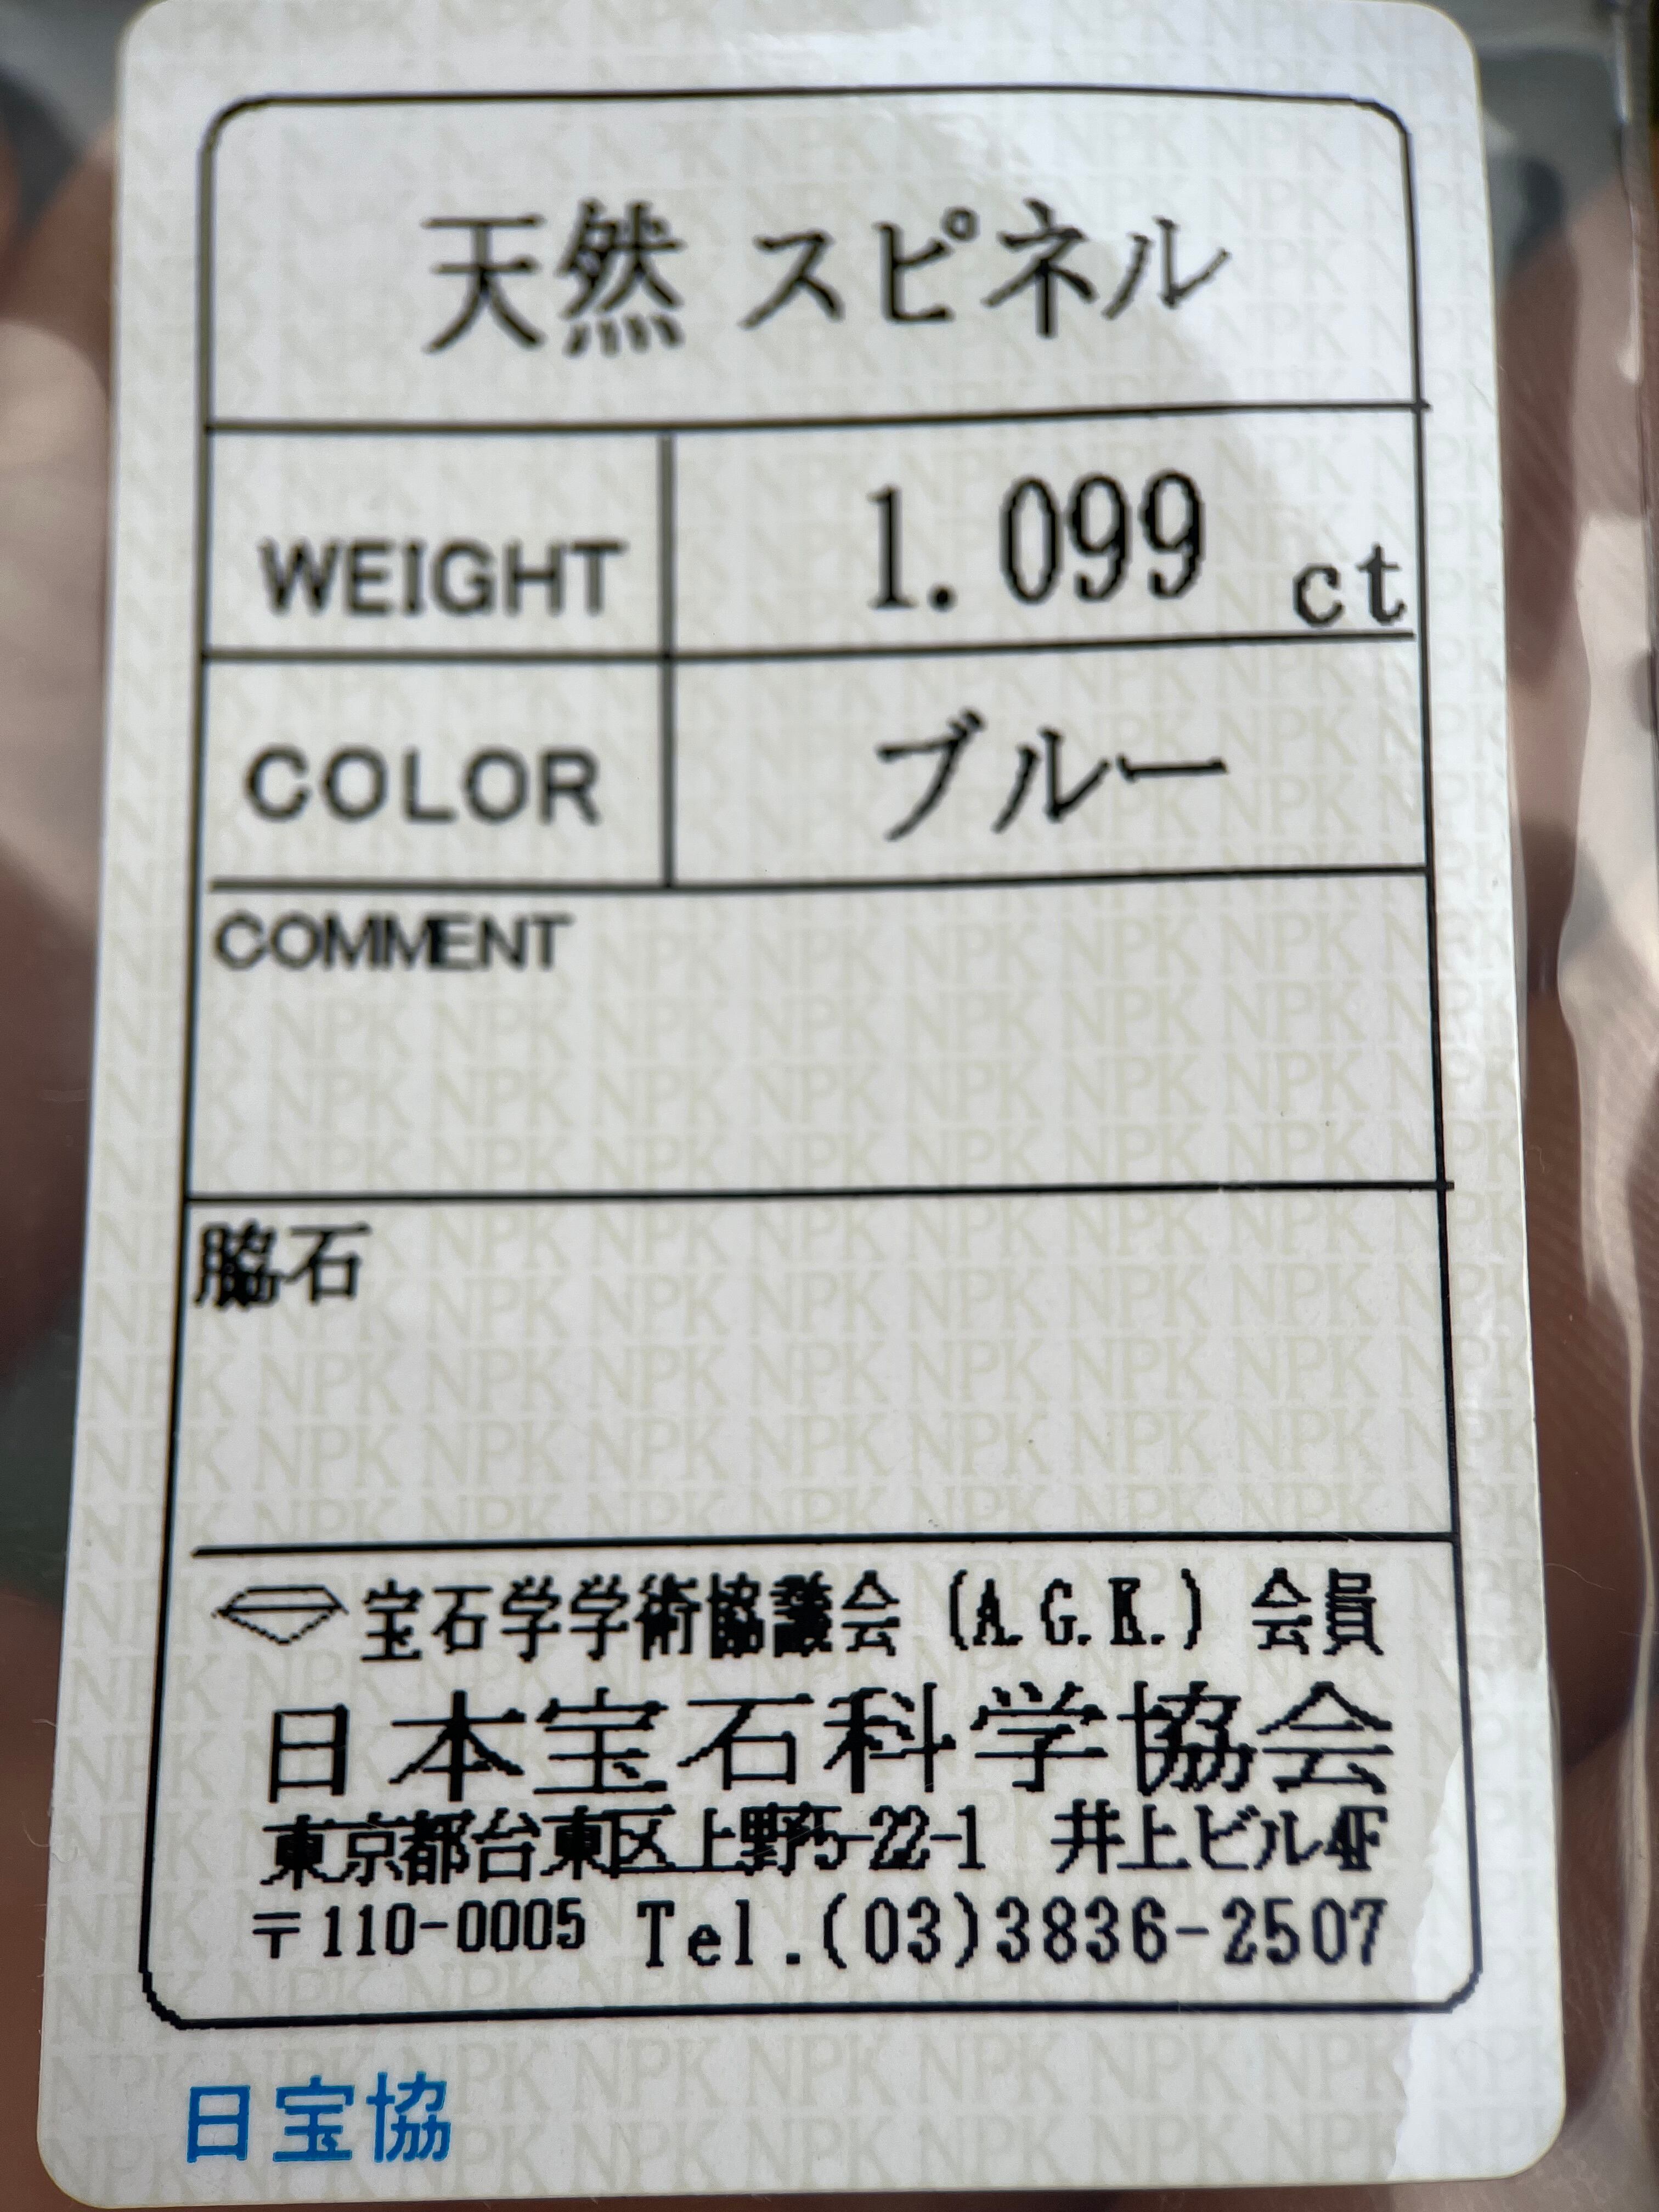 天然 スピネル
WEIGHT 1.099 ct
COLOR ブルー
COMMENT
脇石
宝石学学術協議会 (A.G.K.) 会員
日本宝石科学協会
東京都台東区上野5-22-1 井上ビル4F
〒110-0005 Tel.(03)3836-2507
日宝協